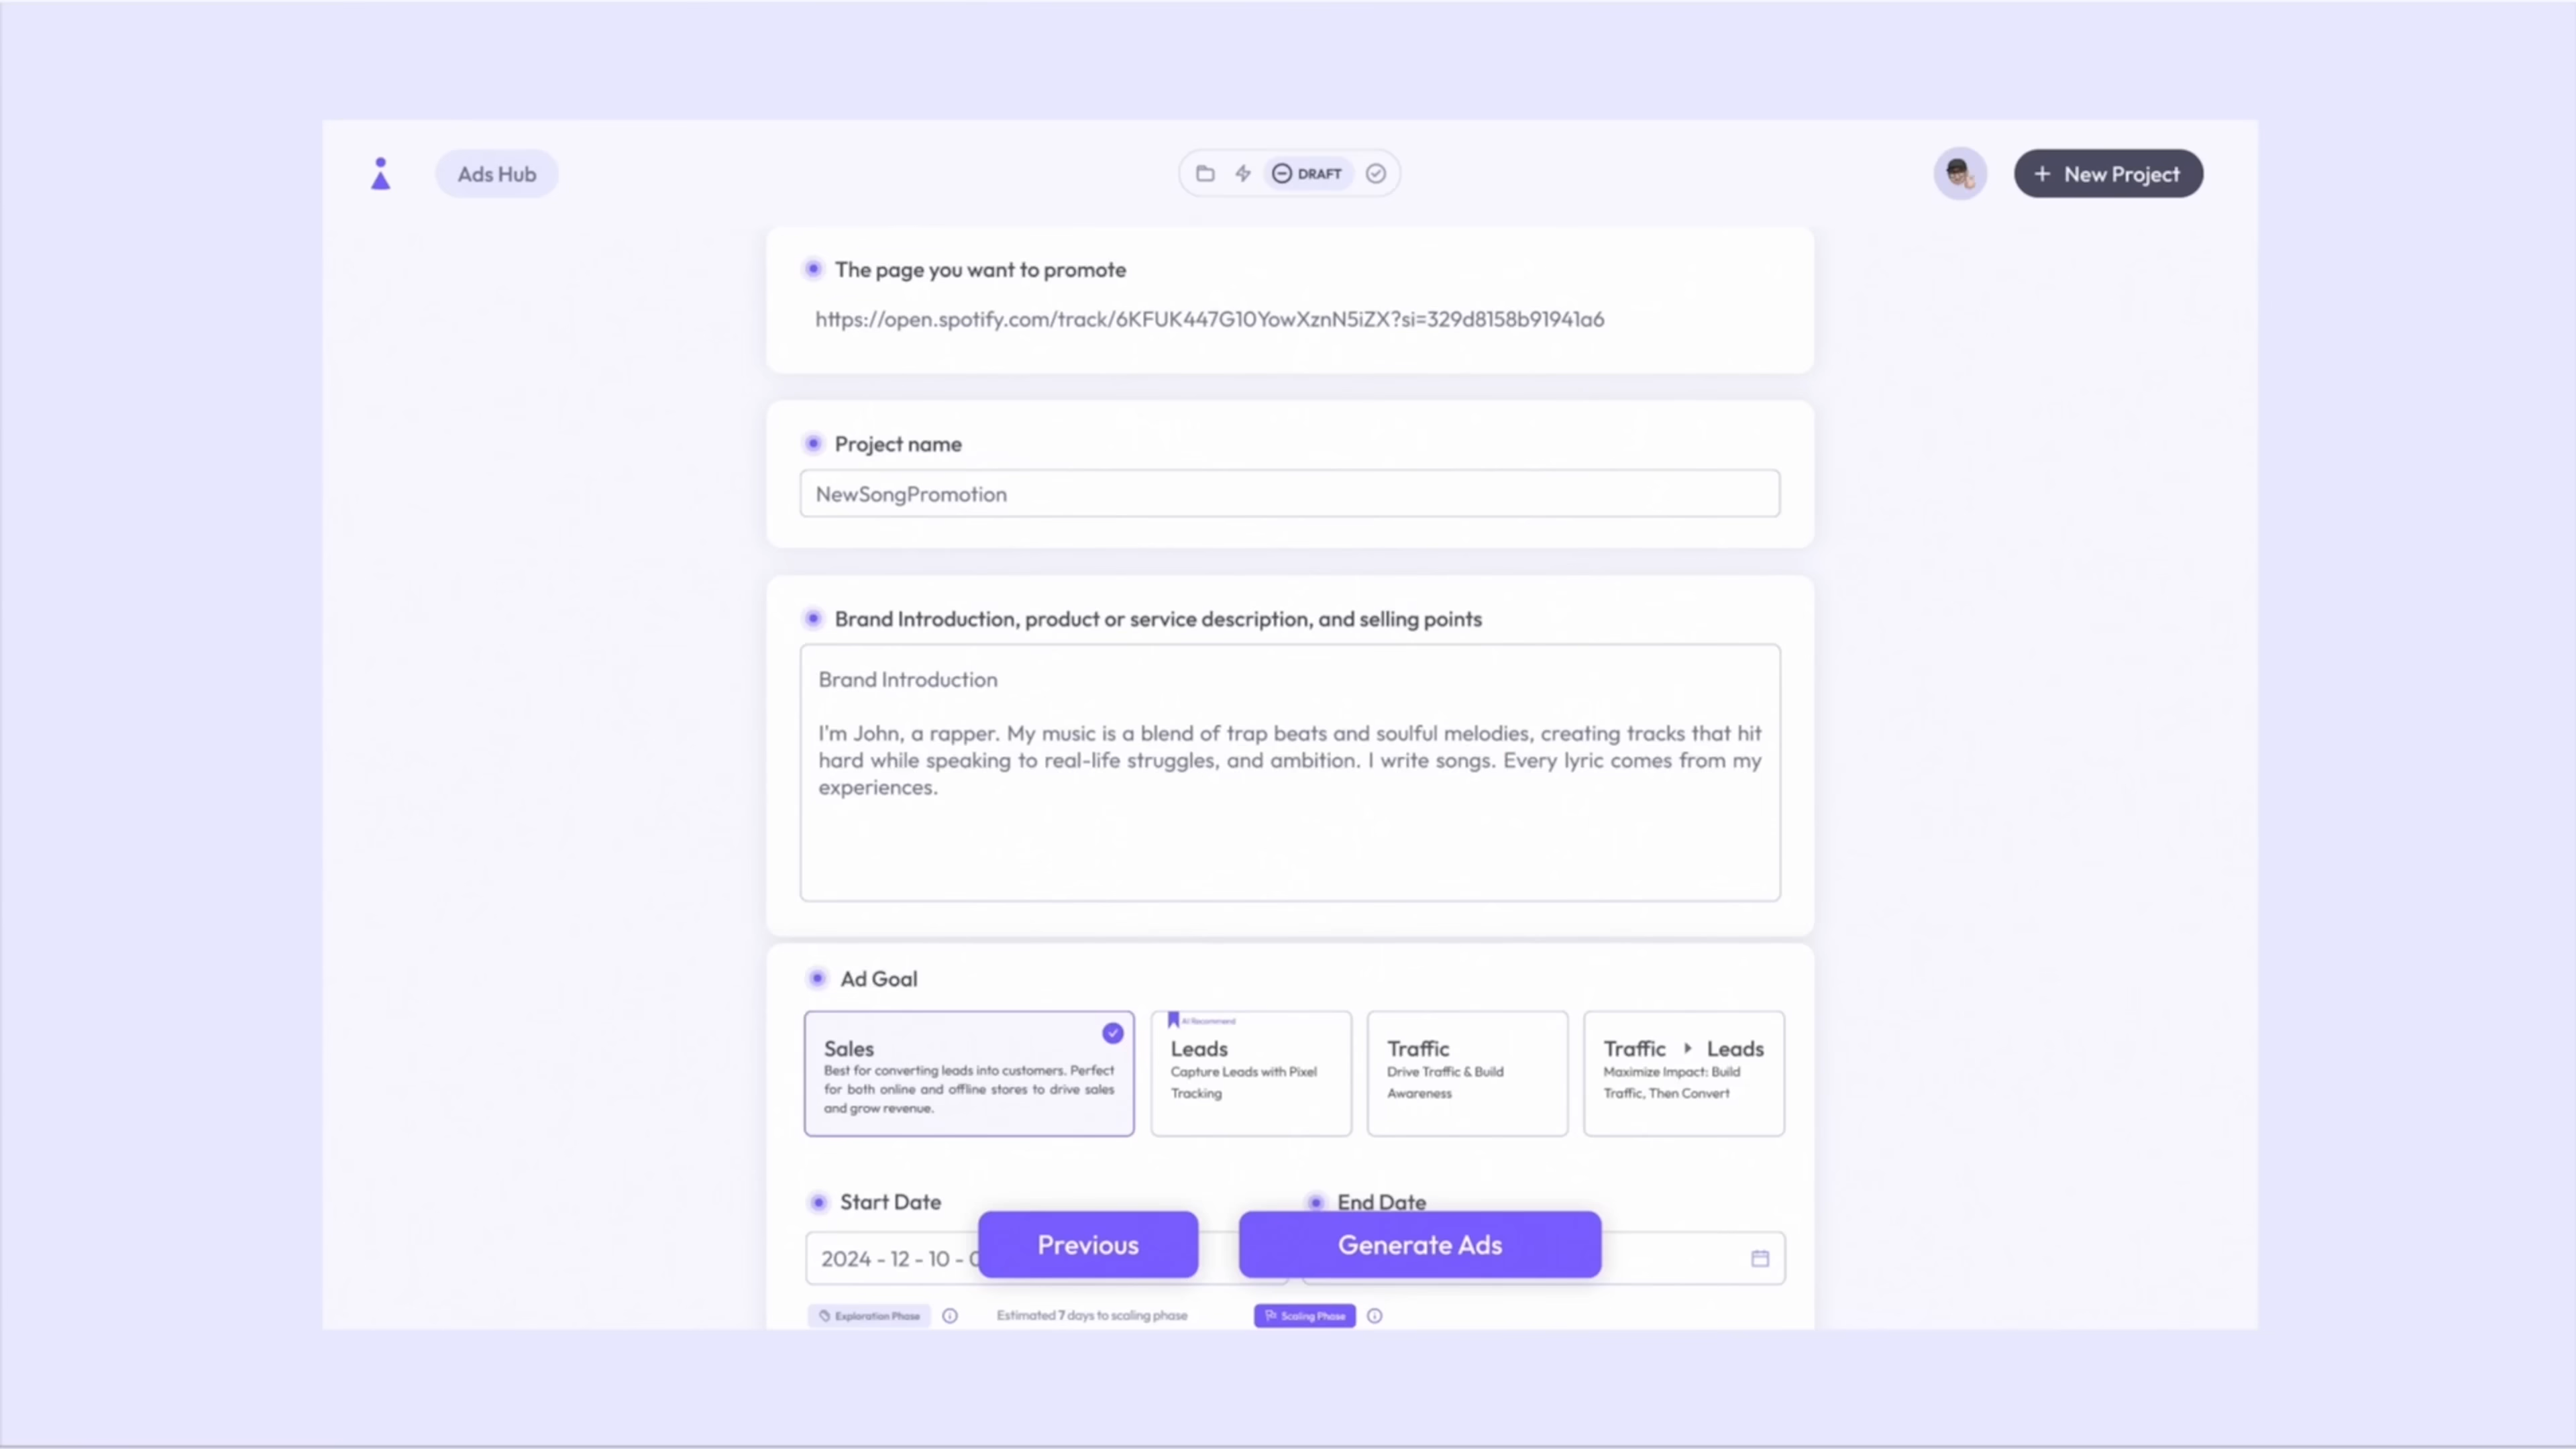 Ads Hub
DRAFT
+ New Project
The page you want to promote
https://open.spotify.com/track/6KFUK447G10YowXznN5iZX?si=329d8158b91941a6
Project name
NewSongPromotion
Brand Introduction, product or service description, and selling points
Brand Introduction
I'm John, a rapper. My music is a blend of trap beats and soulful melodies, creating tracks that hit
hard while speaking to real-life struggles, and ambition. I write songs. Every lyric comes from my
experiences.
Ad Goal
Sales
Best for converting leads into customers. Perfect
for both online and offline stores to drive sales
and grow revenue.
AI Recommend
Leads
Capture Leads with Pixel
Tracking
Traffic
Drive Traffic & Build
Awareness
Traffic Leads
Maximize Impact: Build
Traffic, Then Convert
Start Date
End Date
2024 - 12 - 10 -
Previous
Generate Ads
Exploration Phase
Estimated 7 days to scaling phase
Scaling Phase